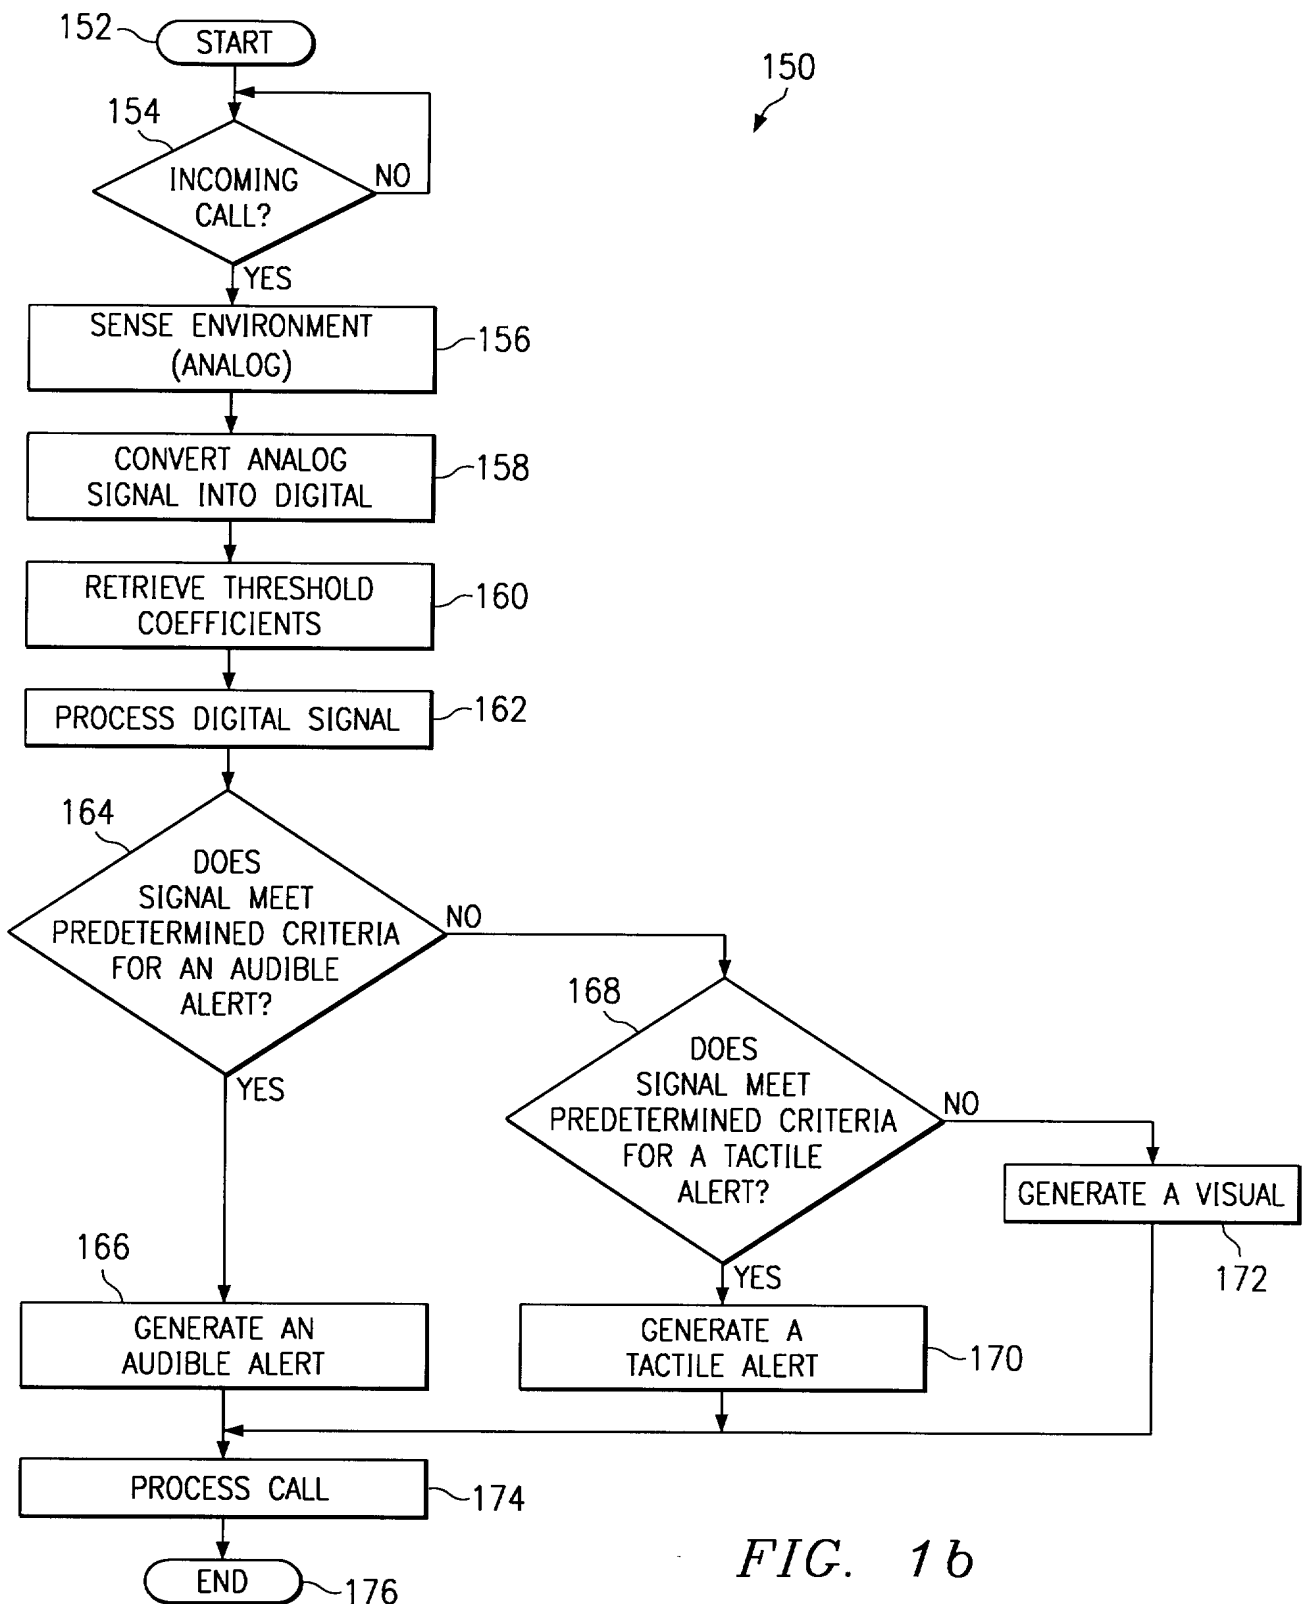 152
START
150
154
INCOMING
CALL?
NO
YES
SENSE ENVIRONMENT
(ANALOG)
156
CONVERT ANALOG
SIGNAL INTO DIGITAL
158
RETRIEVE THRESHOLD
COEFFICIENTS
160
PROCESS DIGITAL SIGNAL
162
164
DOES
SIGNAL MEET
PREDETERMINED CRITERIA
FOR AN AUDIBLE
ALERT?
NO
YES
168
DOES
SIGNAL MEET
PREDETERMINED CRITERIA
FOR A TACTILE
ALERT?
NO
YES
GENERATE A VISUAL
172
166
GENERATE AN
AUDIBLE ALERT
GENERATE A
TACTILE ALERT
170
PROCESS CALL
174
END
176
FIG. 1b